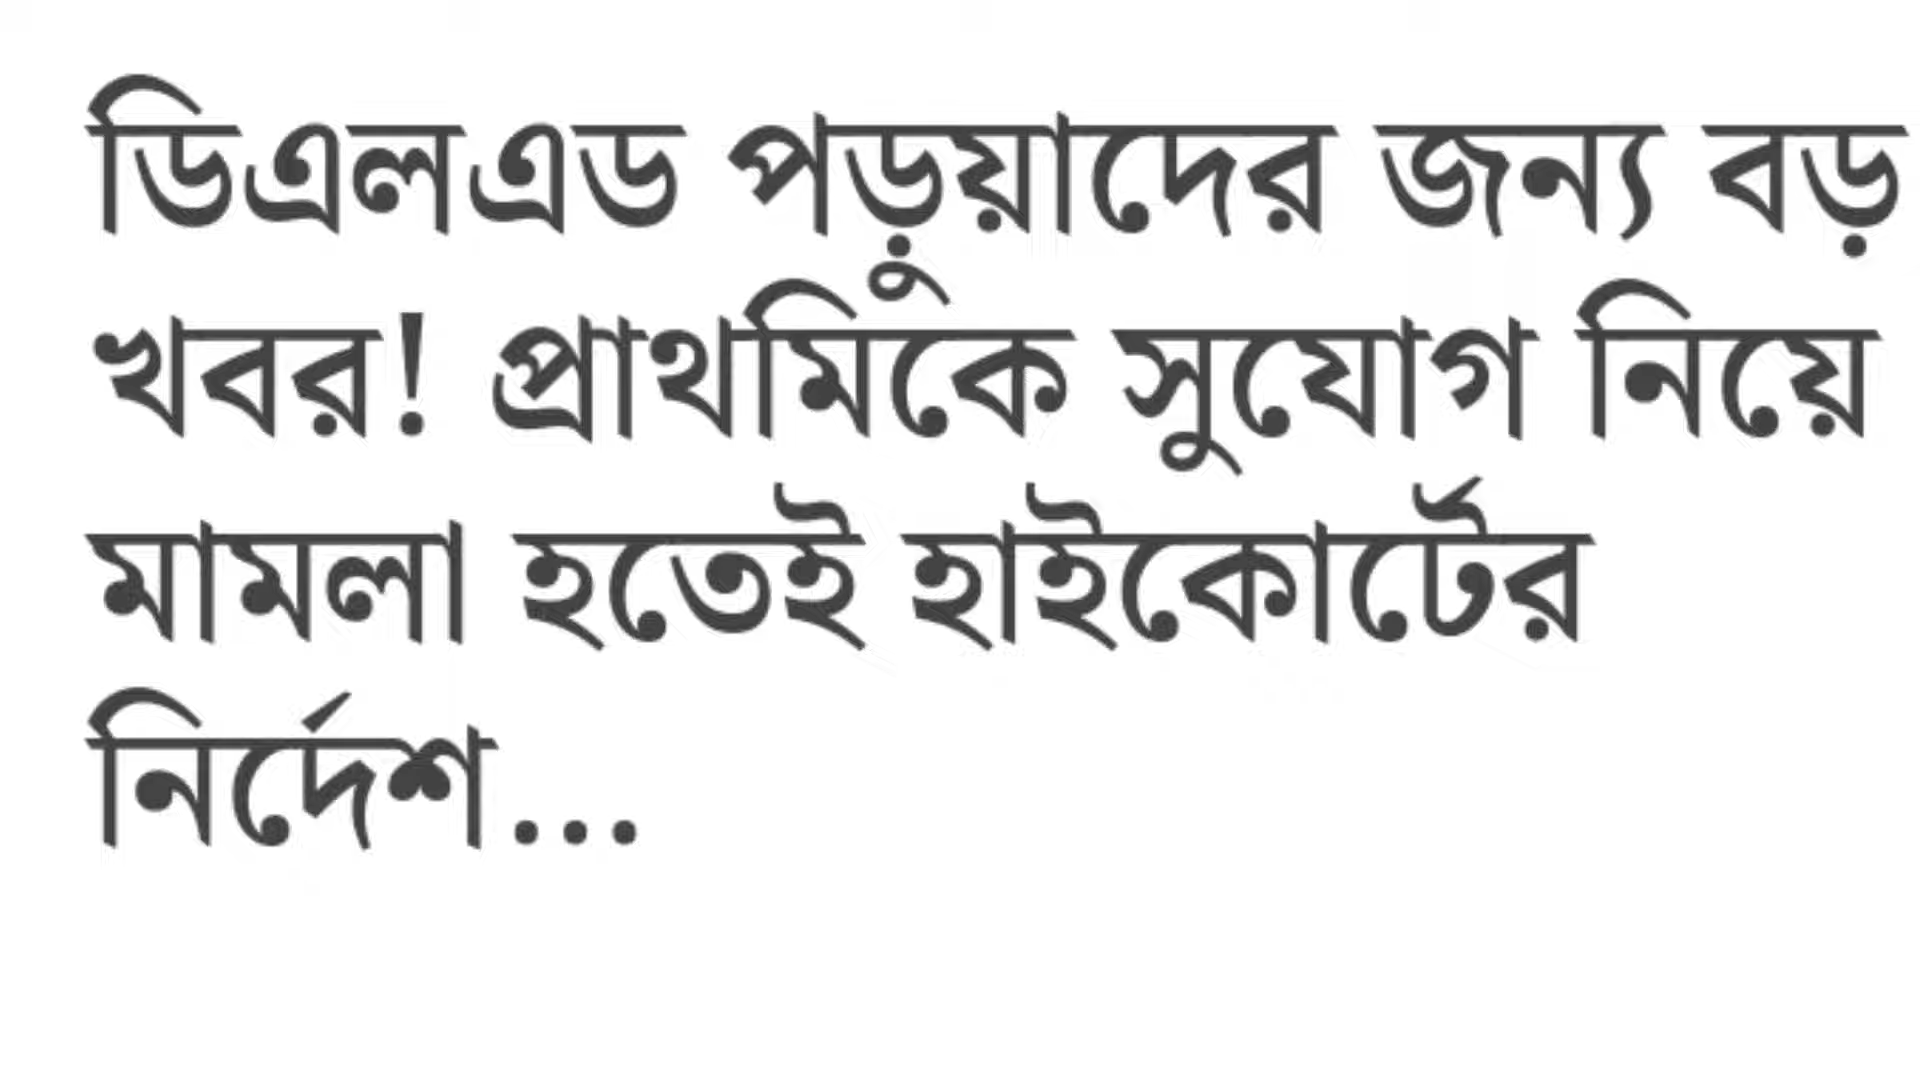 ডিএলএড পড়ুয়াদের জন্য বড়
খবর! প্রাথমিকে সুযোগ নিয়ে
মামলা হতেই হাইকোর্টের
নির্দেশ...